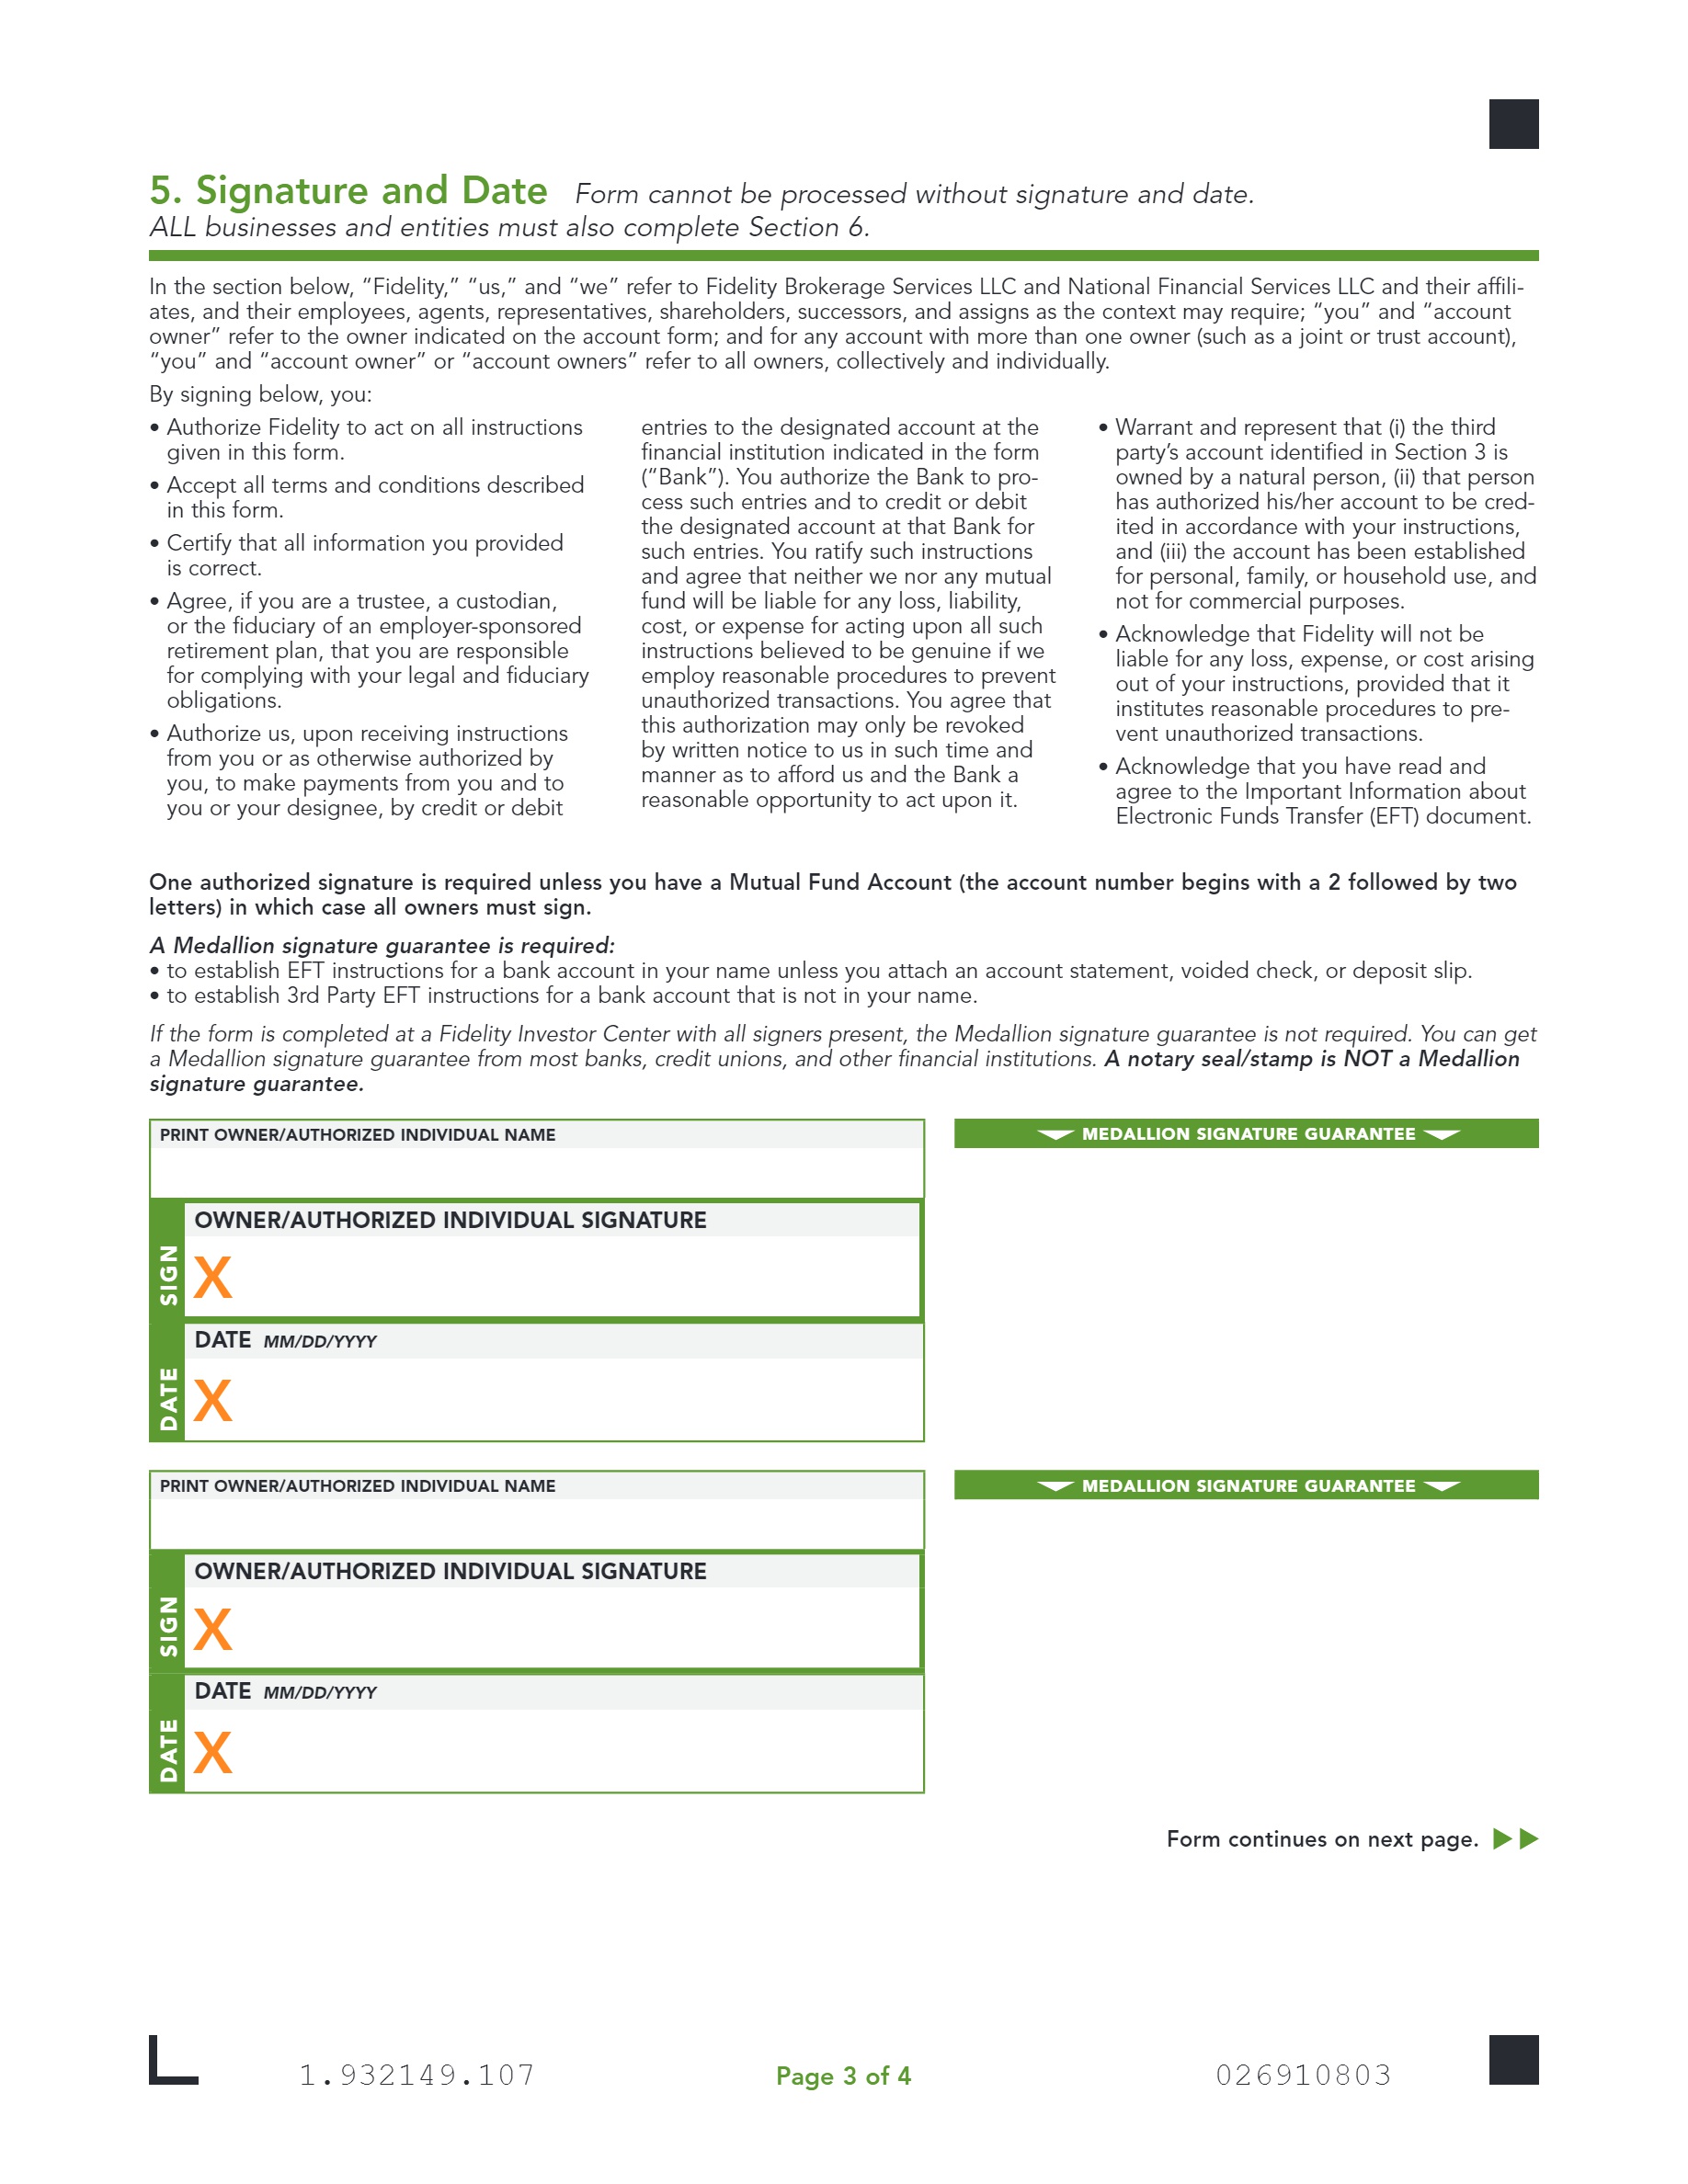 5. Signature and Date Form cannot be processed without signature and date.
ALL businesses and entities must also complete Section 6.
In the section below, “Fidelity,” “us,” and “we” refer to Fidelity Brokerage Services LLC and National Financial Services LLC and their affili-
ates, and their employees, agents, representatives, shareholders, successors, and assigns as the context may require; “you” and “account
owner” refer to the owner indicated on the account form; and for any account with more than one owner (such as a joint or trust account),
“you” and “account owner” or “account owners” refer to all owners, collectively and individually.
By signing below, you:
• Authorize Fidelity to act on all instructions
given in this form.
• Accept all terms and conditions described
in this form.
• Certify that all information you provided
is correct.
• Agree, if you are a trustee, a custodian,
or the fiduciary of an employer-sponsored
retirement plan, that you are responsible
for complying with your legal and fiduciary
obligations.
• Authorize us, upon receiving instructions
from you or as otherwise authorized by
you, to make payments from you and to
you or your designee, by credit or debit
entries to the designated account at the
financial institution indicated in the form
(“Bank”). You authorize the Bank to pro-
cess such entries and to credit or debit
the designated account at that Bank for
such entries. You ratify such instructions
and agree that neither we nor any mutual
fund will be liable for any loss, liability,
cost, or expense for acting upon all such
instructions believed to be genuine if we
employ reasonable procedures to prevent
unauthorized transactions. You agree that
this authorization may only be revoked
by written notice to us in such time and
manner as to afford us and the Bank a
reasonable opportunity to act upon it.
• Warrant and represent that (i) the third
party’s account identified in Section 3 is
owned by a natural person, (ii) that person
has authorized his/her account to be cred-
ited in accordance with your instructions,
and (iii) the account has been established
for personal, family, or household use, and
not for commercial purposes.
• Acknowledge that Fidelity will not be
liable for any loss, expense, or cost arising
out of your instructions, provided that it
institutes reasonable procedures to pre-
vent unauthorized transactions.
• Acknowledge that you have read and
agree to the Important Information about
Electronic Funds Transfer (EFT) document.
One authorized signature is required unless you have a Mutual Fund Account (the account number begins with a 2 followed by two
letters) in which case all owners must sign.
A Medallion signature guarantee is required:
• to establish EFT instructions for a bank account in your name unless you attach an account statement, voided check, or deposit slip.
• to establish 3rd Party EFT instructions for a bank account that is not in your name.
If the form is completed at a Fidelity Investor Center with all signers present, the Medallion signature guarantee is not required. You can get
a Medallion signature guarantee from most banks, credit unions, and other financial institutions. A notary seal/stamp is NOT a Medallion
signature guarantee.
PRINT OWNER/AUTHORIZED INDIVIDUAL NAME
MEDALLION SIGNATURE GUARANTEE
OWNER/AUTHORIZED INDIVIDUAL SIGNATURE
SIGN
X
DATE MM/DD/YYYY
DATE
X
PRINT OWNER/AUTHORIZED INDIVIDUAL NAME
MEDALLION SIGNATURE GUARANTEE
OWNER/AUTHORIZED INDIVIDUAL SIGNATURE
SIGN
X
DATE MM/DD/YYYY
DATE
X
Form continues on next page.
1.932149.107
Page 3 of 4
026910803